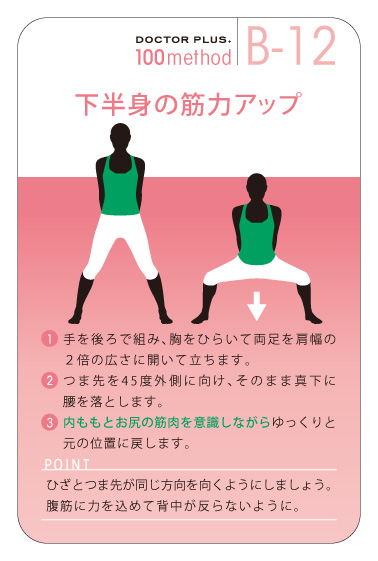 DOCTOR PLUS.
100method
B-12
下半身の筋力アップ
1 手を後ろで組み、胸をひらいて両足を肩幅の
２倍の広さに開いて立ちます。
2 つま先を45度外側に向け、そのまま真下に
腰を落とします。
3 内ももとお尻の筋肉を意識しながらゆっくりと
元の位置に戻します。
POINT
ひざとつま先が同じ方向を向くようにしましょう。
腹筋に力を込めて背中が反らないように。